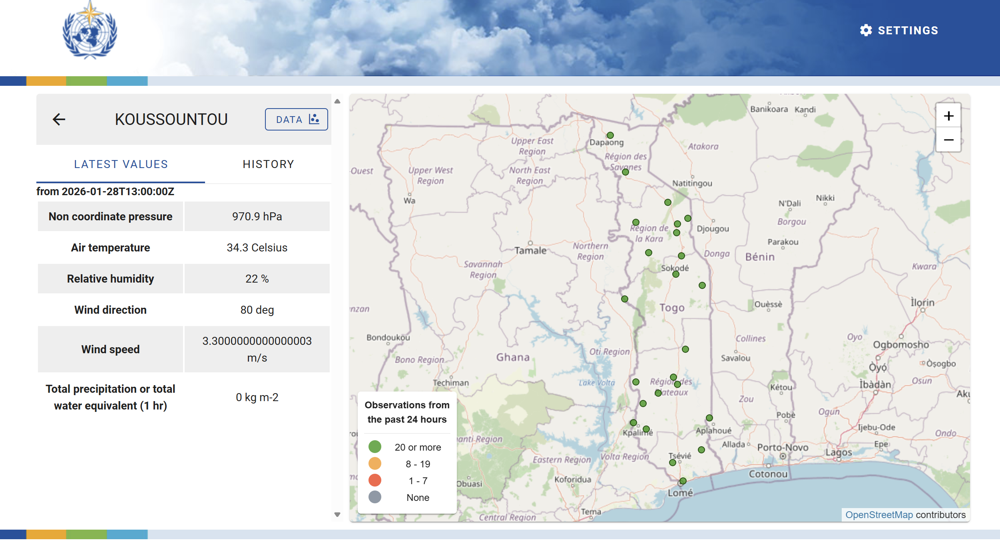 SETTINGS
KOUSSOUNTOU
DATA
LATEST VALUES
HISTORY
from 2026-01-28T13:00:00Z
Non coordinate pressure
970.9 hPa
Air temperature
34.3 Celsius
Relative humidity
22 %
Wind direction
80 deg
Wind speed
3.3000000000000003
m/s
Total precipitation or total
water equivalent (1 hr)
0 kg m-2
+
−
Banikoara
Kandi
Upper East
Region
Dapaong
Atakora
Région des
Savanes
-Ouest
Upper West
Region
North East
Region
Natitingou
Wa
N'Dali
Nikki
Borgou
Région de
la Kara
Djougou
Parakou
Tamale
Northern
Region
Donga
Bénin
Savannah
Region
Sokodé
Kwara
nzan
Togo
Ouèssè
Ìlọrin
Bondoukou
Collines
Oyo
Ogbomosho
Oti Region
Ghana
Bono Region
Savalou
Òṣogbo
Ọ̀yọ́
Techiman
Lake Volta
Région des
Plateaux
Kétou
Ìbàdàn
Osun
Aku
Zou
Ogun
Pobè
Kpalimé
Aplahoué
Ijebu-Ode
Ondo
anti Region
Allada
Porto-Novo
Epe
Lagos
Eastern Region
Volta Region
Tsévié
Cotonou
Koforidua
Obuasi
Lomé
Tema
Central Region
Observations from
the past 24 hours
20 or more
8 - 19
1 - 7
None
OpenStreetMap contributors